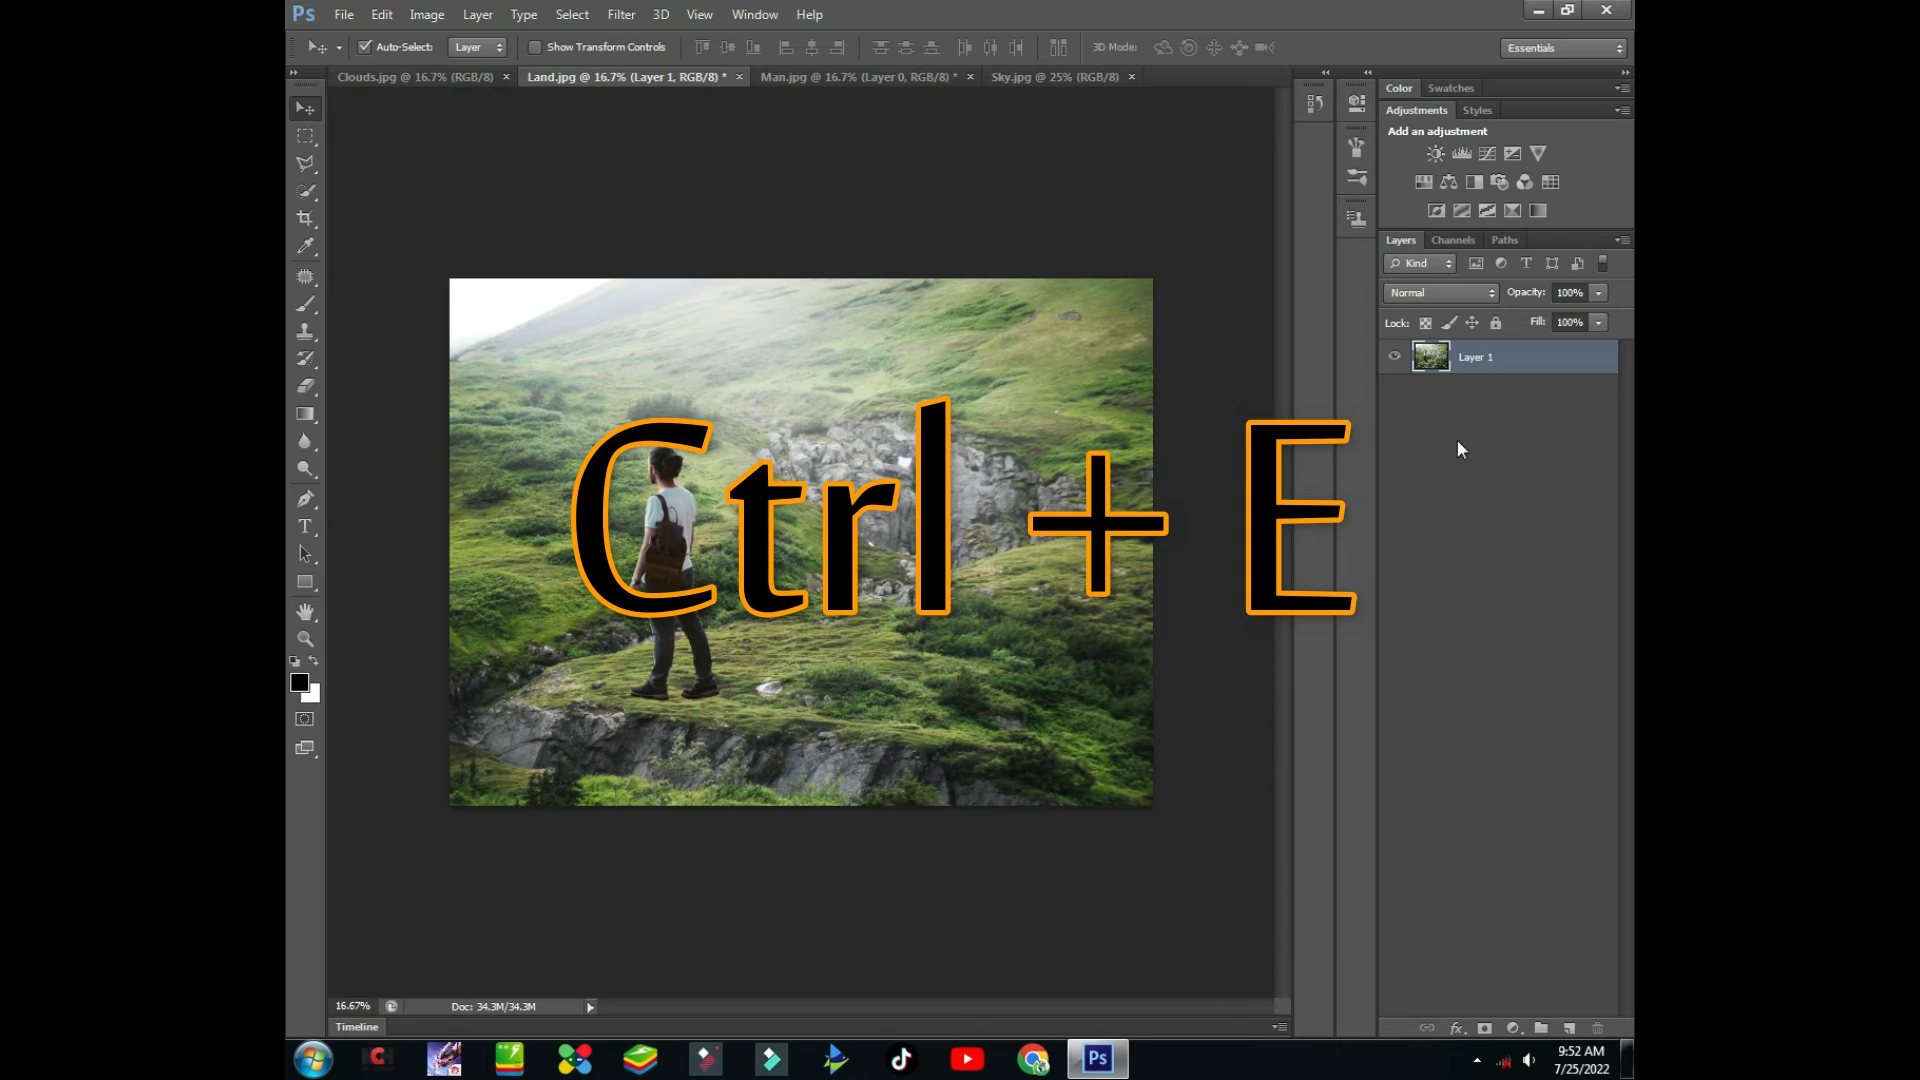 Ps File Edit Image Layer Type Select Filter 3D View Window Help
Auto-Select: Layer Show Transform Controls 3D Mode: Essentials
Clouds.jpg @ 16.7% (RGB/8) × Land.jpg @ 16.7% (Layer 1, RGB/8) * × Man.jpg @ 16.7% (Layer 0, RGB/8) * × Sky.jpg @ 25% (RGB/8) ×
Color Swatches
Adjustments Styles
Add an adjustment
Layers Channels Paths
Kind
Normal Opacity: 100%
Lock: Fill: 100%
Layer 1
Ctrl + E
16.67% Doc: 34.3M/34.3M
Timeline
Ps
9:52 AM
7/25/2022